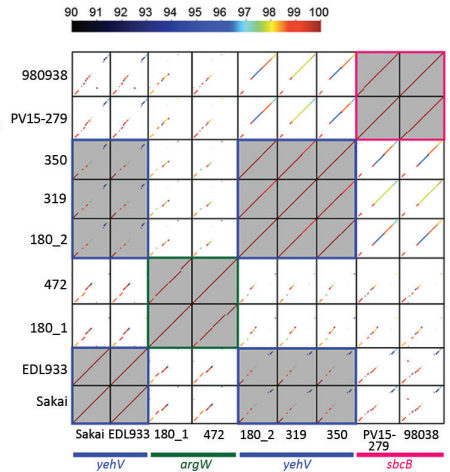 90 91 92 93 94 95 96 97 98 99 100
980938
PV15-279
350
319
180_2
472
180_1
EDL933
Sakai
Sakai EDL933 180_1 472 180_2 319 350 PV15-279 98038
yehV argW yehV sbcB